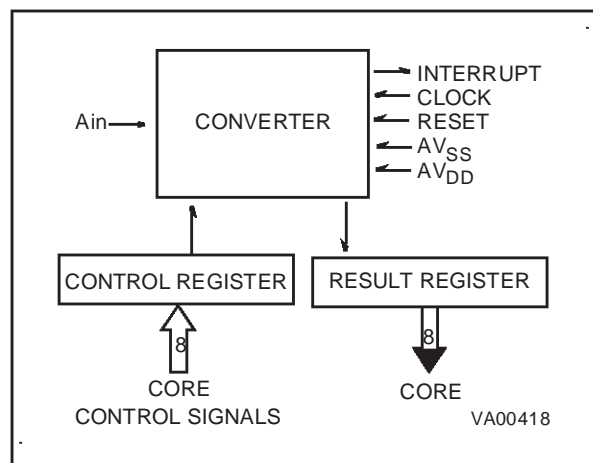 INTERRUPT
CLOCK
Ain
CONVERTER
RESET
AVSS
AVDD
CONTROL REGISTER
RESULT REGISTER
8
8
CORE
CONTROL SIGNALS
CORE
VA00418